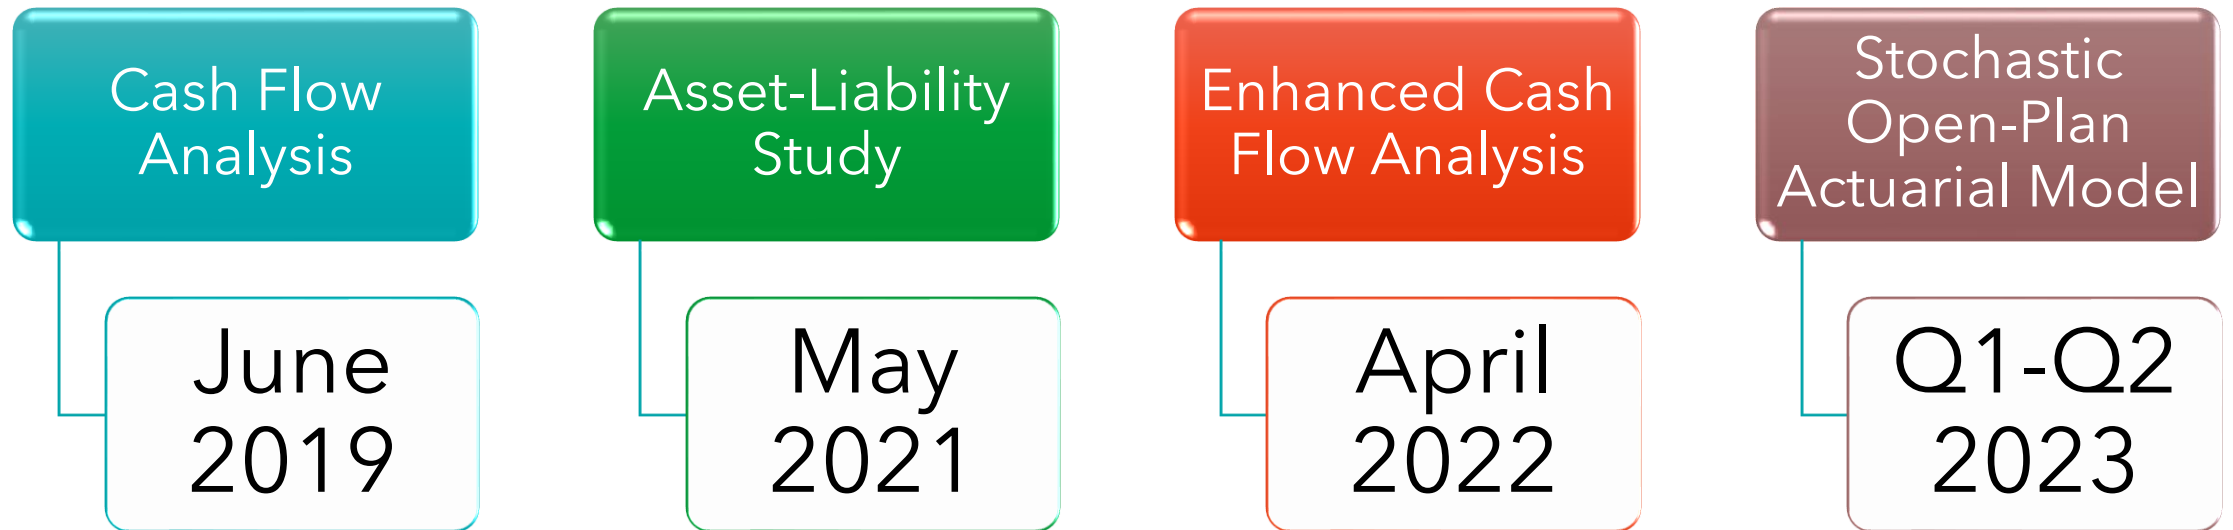 Cash Flow
Analysis
June
2019
Asset-Liability
Study
May
2021
Enhanced Cash
Flow Analysis
April
2022
Stochastic
Open-Plan
Actuarial Model
Q1-Q2
2023